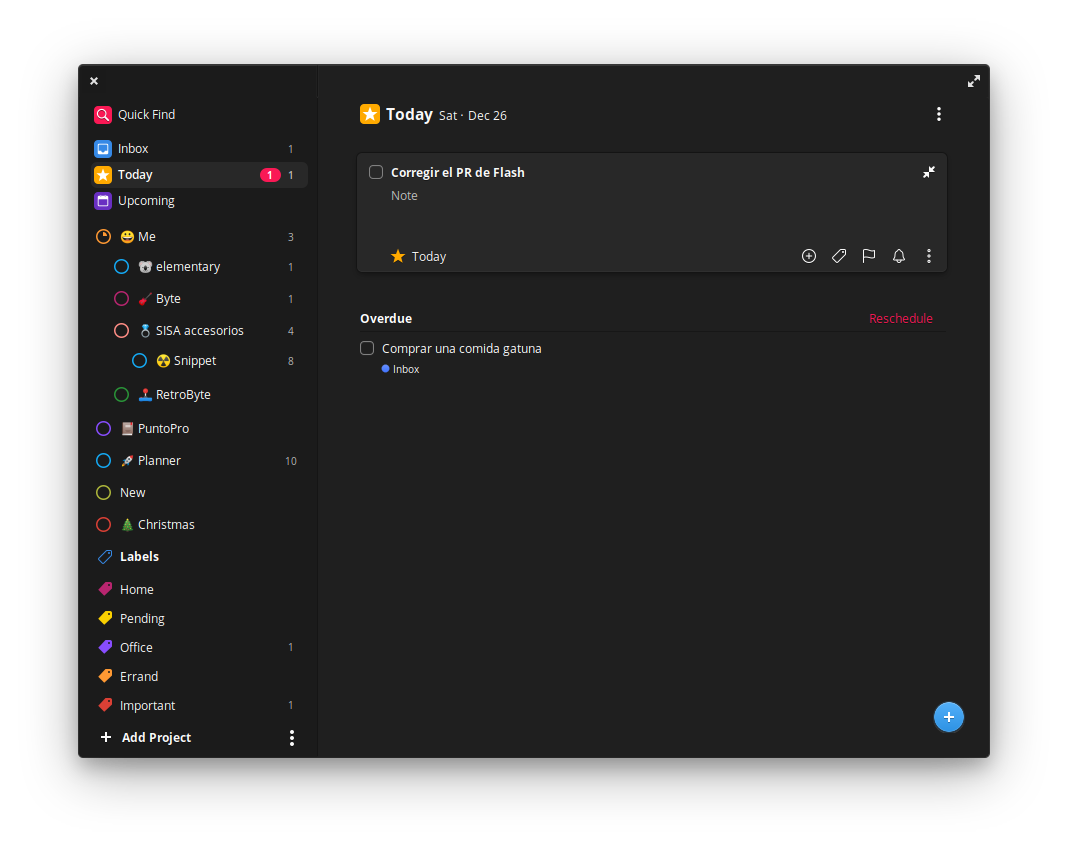 Quick Find
Inbox 1
Today 1 1
Upcoming
Me 3
elementary 1
Byte 1
SISA accesorios 4
Snippet 8
RetroByte
PuntoPro
Planner 10
New
Christmas
Labels
Home
Pending
Office 1
Errand
Important 1
Add Project
Today Sat · Dec 26
Corregir el PR de Flash
Note
Today
Overdue Reschedule
Comprar una comida gatuna
Inbox